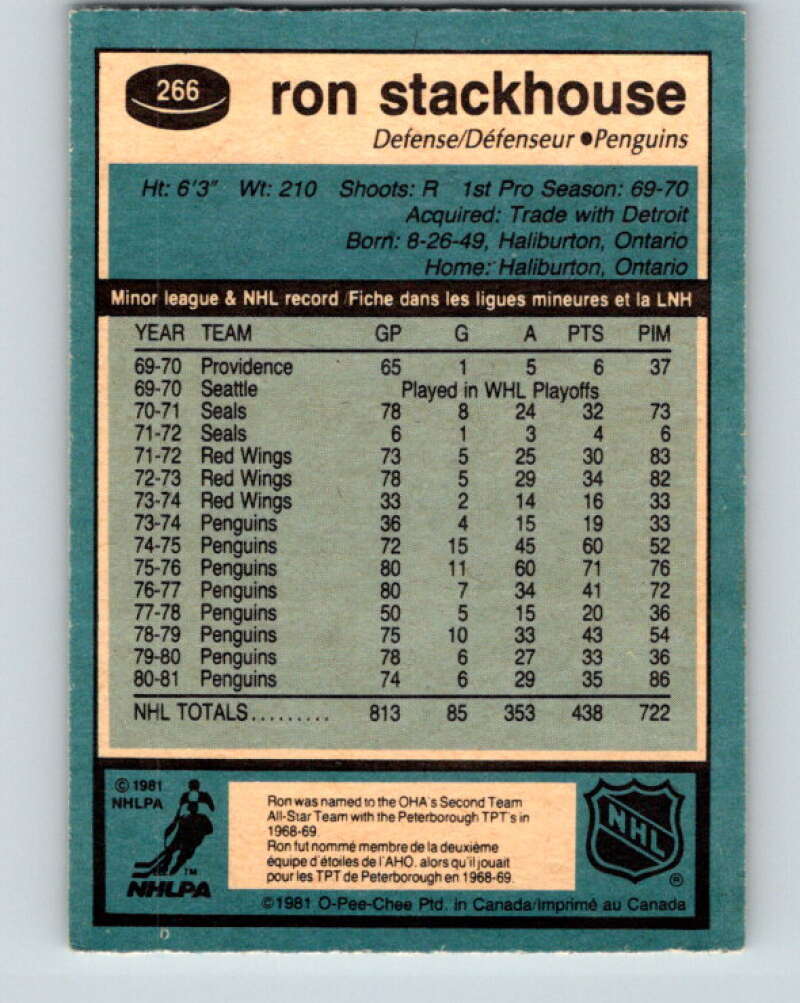 266
ron stackhouse
Defense/Défenseur ●Penguins
Ht: 6'3" Wt: 210 Shoots: R 1st Pro Season: 69-70
Acquired: Trade with Detroit
Born: 8-26-49, Haliburton, Ontario
Home: Haliburton, Ontario
Minor league & NHL record/Fiche dans les ligues mineures et la LNH
YEAR TEAM GP G A PTS PIM
69-70 Providence 65 1 5 6 37
69-70 Seattle Played in WHL Playoffs
70-71 Seals 78 8 24 32 73
71-72 Seals 6 1 3 4 6
71-72 Red Wings 73 5 25 30 83
72-73 Red Wings 78 5 29 34 82
73-74 Red Wings 33 2 14 16 33
73-74 Penguins 36 4 15 19 33
74-75 Penguins 72 15 45 60 52
75-76 Penguins 80 11 60 71 76
76-77 Penguins 80 7 34 41 72
77-78 Penguins 50 5 15 20 36
78-79 Penguins 75 10 33 43 54
79-80 Penguins 78 6 27 33 36
80-81 Penguins 74 6 29 35 86
NHL TOTALS......... 813 85 353 438 722
© 1981
NHLPA
Ron was named to the OHA's Second Team
All-Star Team with the Peterborough TPT's in
1968-69.
Ron fut nommé membre de la deuxième
équipe d'étoiles de l'AHO, alors qu'il jouait
pour les TPT de Peterborough en 1968-69.
TM
NHLPA
NHL
®
©1981 O-Pee-Chee Ptd. in Canada/Imprimé au Canada
D